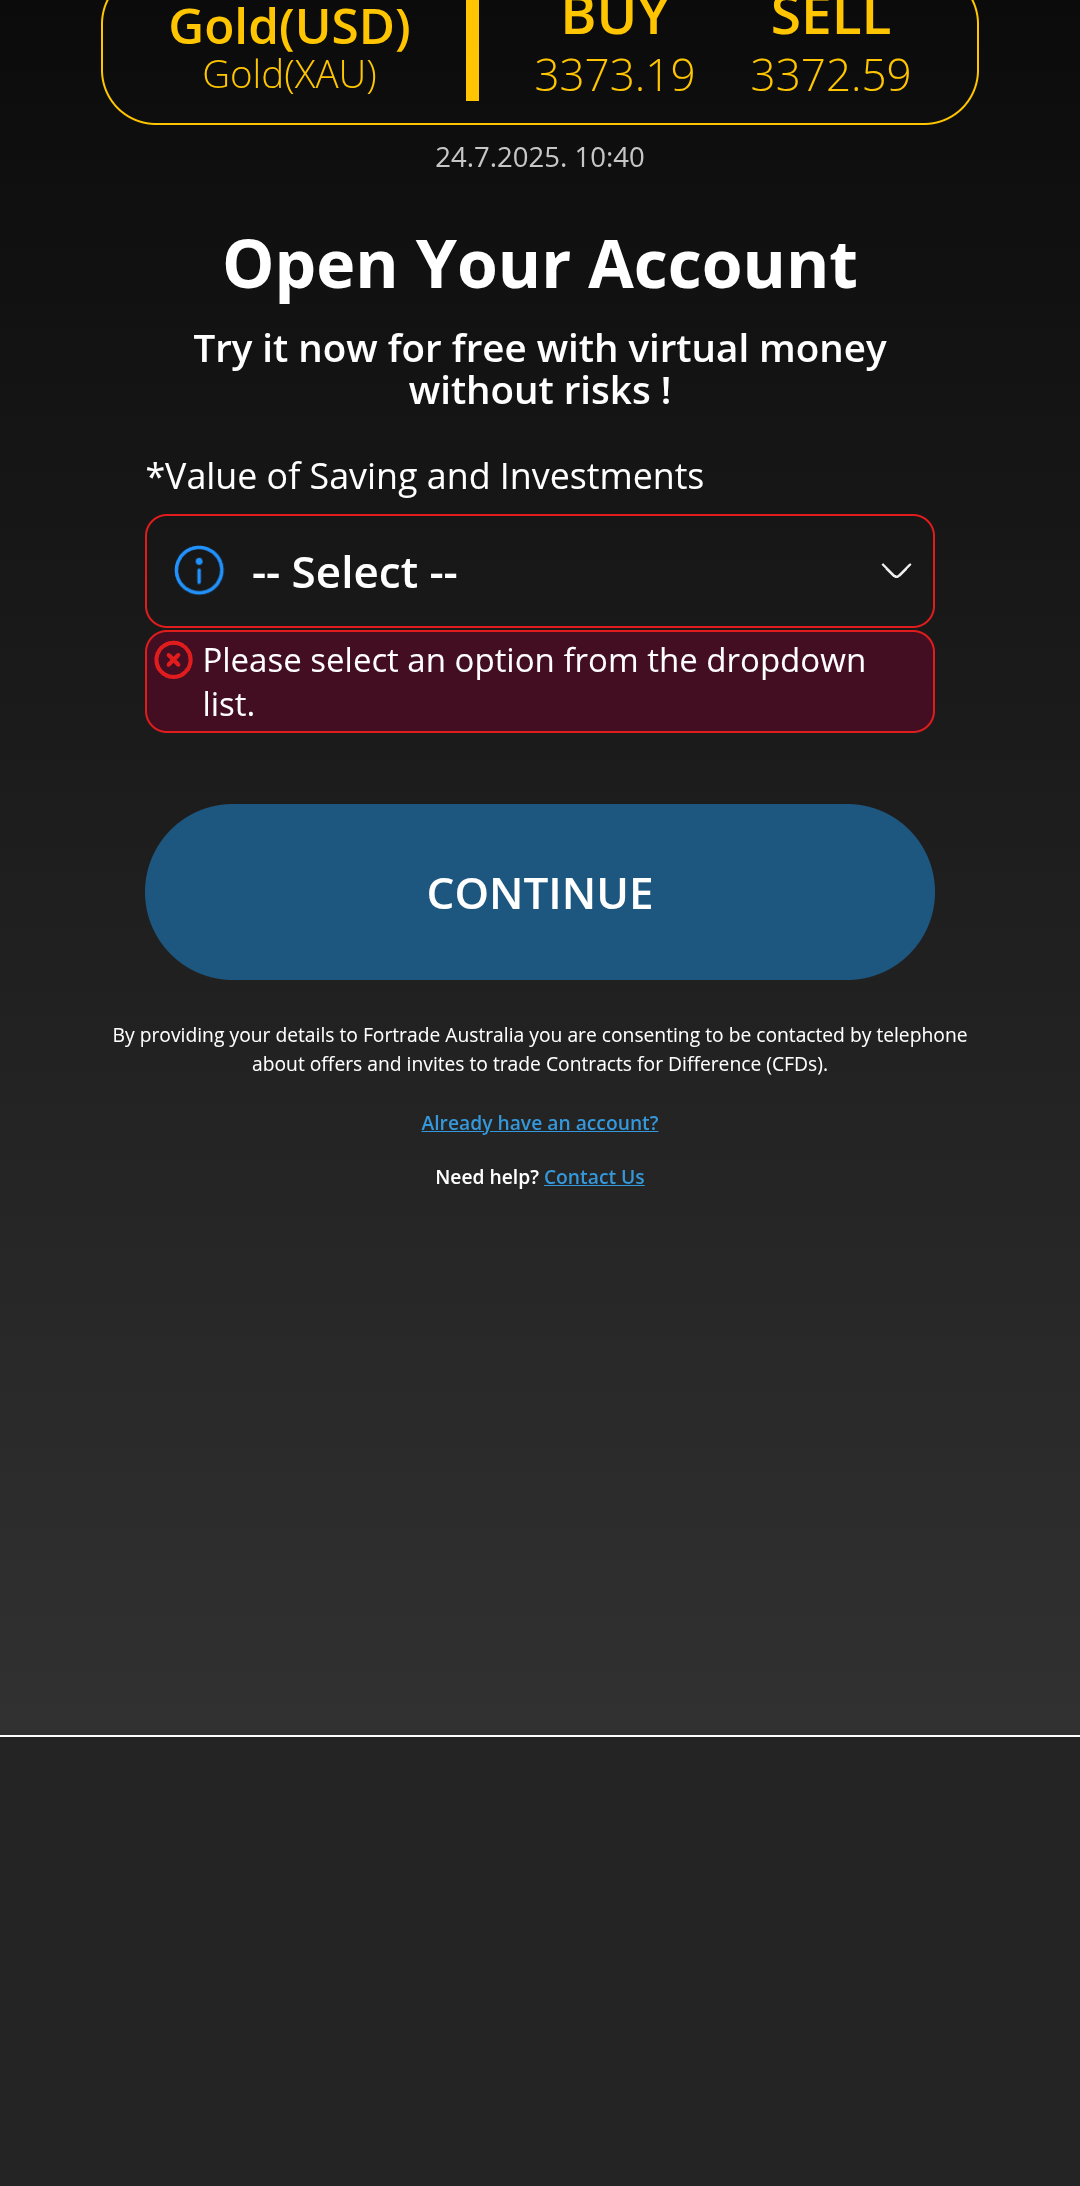 Gold(USD)
Gold(XAU)
BUY
3373.19
SELL
3372.59
24.7.2025. 10:40
Open Your Account
Try it now for free with virtual money
without risks !
*Value of Saving and Investments
-- Select --
Please select an option from the dropdown
list.
CONTINUE
By providing your details to Fortrade Australia you are consenting to be contacted by telephone
about offers and invites to trade Contracts for Difference (CFDs).
Already have an account?
Need help? Contact Us